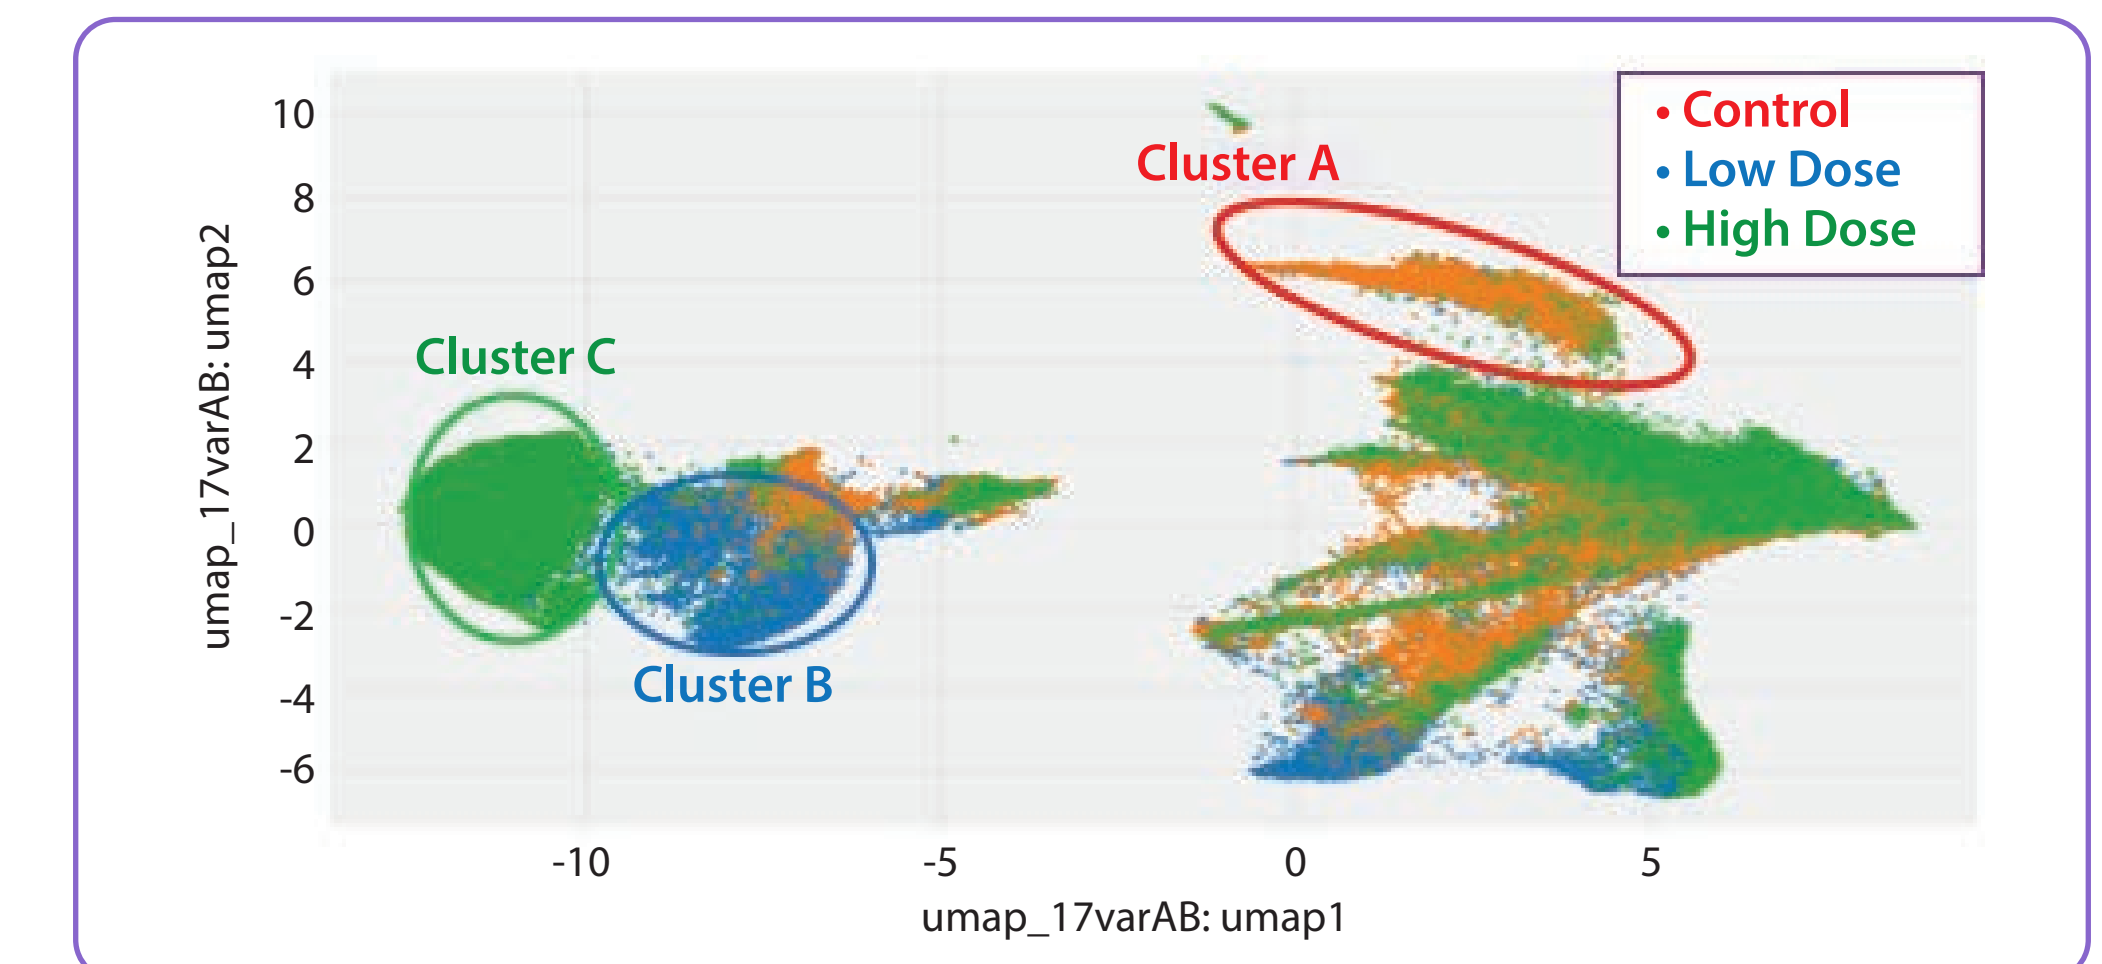 10
8
6
4
2
0
-2
-4
-6
umap_17varAB: umap2
Cluster A
Cluster C
Cluster B
• Control
• Low Dose
• High Dose
-10
-5
0
5
umap_17varAB: umap1